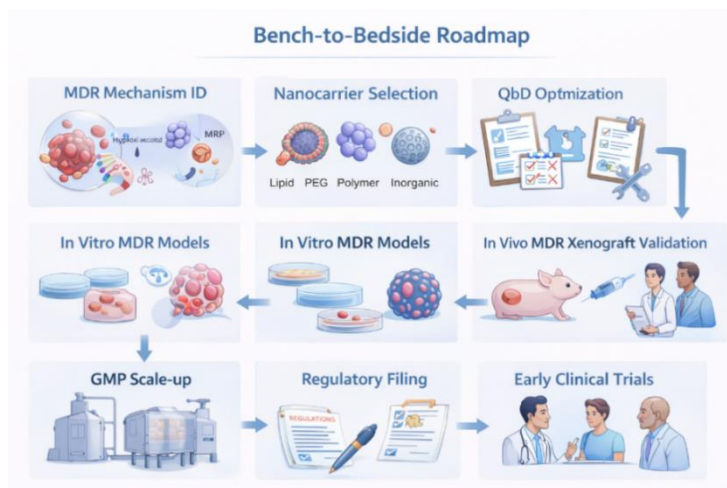 Bench-to-Bedside Roadmap
MDR Mechanism ID
MRP
Nanocarrier Selection
Lipid PEG Polymer Inorganic
QbD Optmization
In Vitro MDR Models
In Vitro MDR Models
In Vivo MDR Xenograft Validation
GMP Scale-up
Regulatory Filing
REGULATIONS
Early Clinical Trials